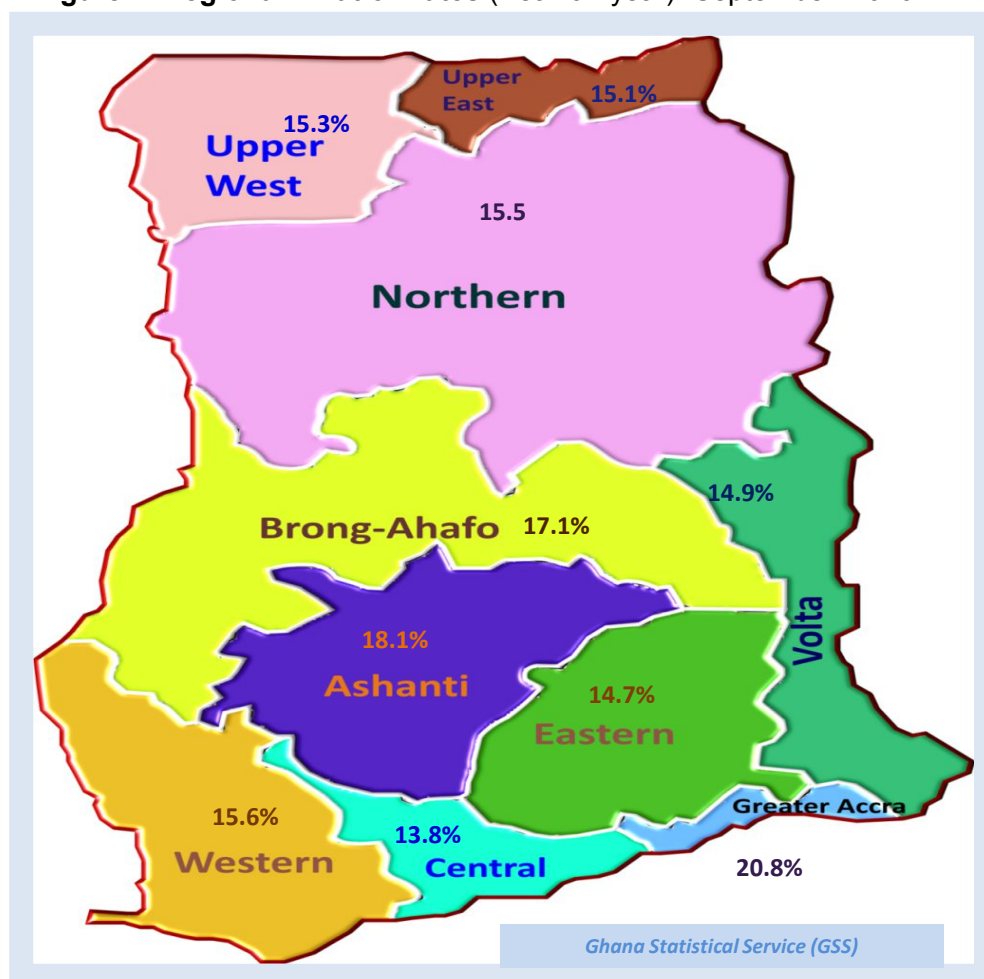 Upper
East
15.1%
15.3%
Upper
West
15.5
Northern
14.9%
Brong-Ahafo 17.1%
Volta
18.1%
Ashanti
14.7%
Eastern
Greater Accra
15.6%
Western
13.8%
Central
20.8%
Ghana Statistical Service (GSS)